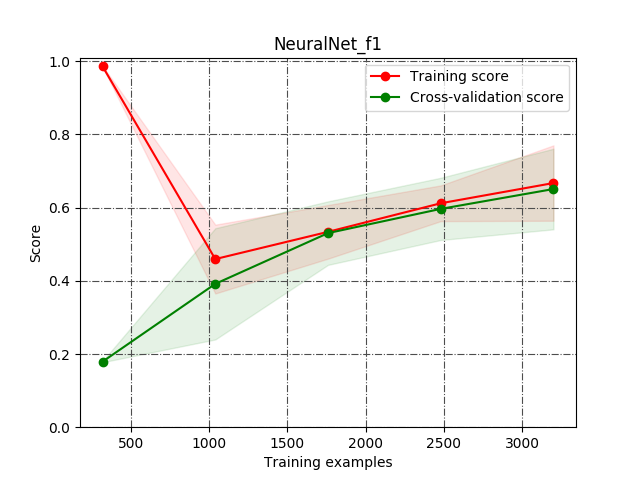 NeuralNet_f1
Training score
Cross-validation score
Score
1.0
0.8
0.6
0.4
0.2
0.0
500 1000 1500 2000 2500 3000
Training examples